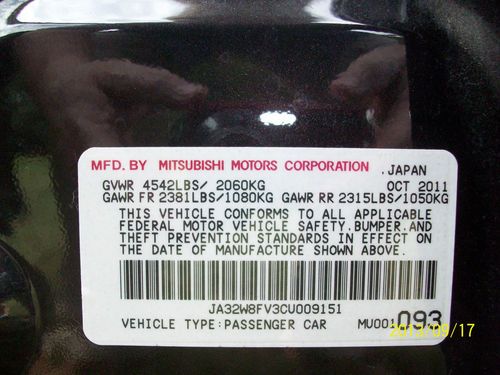 MFD. BY MITSUBISHI MOTORS CORPORATION .JAPAN
GVWR 4542LBS/ 2060KG OCT 2011
GAWR FR 2381LBS/1080KG GAWR RR 2315LBS/1050KG
THIS VEHICLE CONFORMS TO ALL APPLICABLE
FEDERAL MOTOR VEHICLE SAFETY.BUMPER.AND
THEFT PREVENTION STANDARDS IN EFFECT ON
THE DATE OF MANUFACTURE SHOWN ABOVE.
JA32W8FV3CU009151
VEHICLE TYPE:PASSENGER CAR MU001 093
2013/09/17